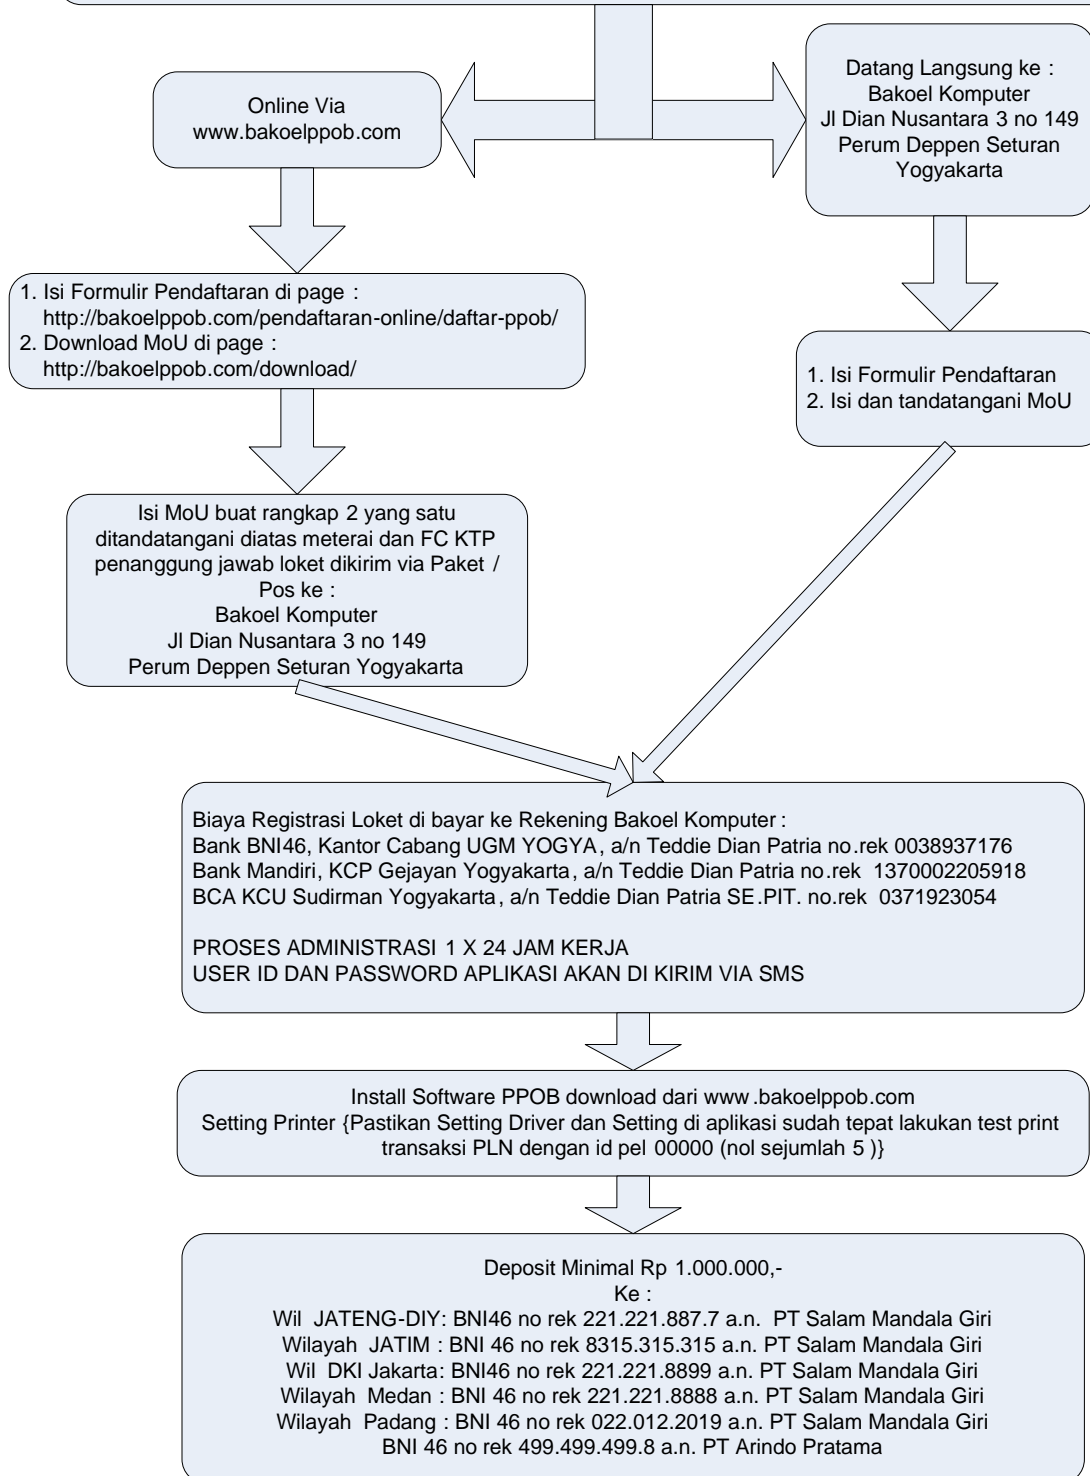 Online Via
www.bakoelppob.com
Datang Langsung ke :
Bakoel Komputer
Jl Dian Nusantara 3 no 149
Perum Deppen Seturan
Yogyakarta
1. Isi Formulir Pendaftaran di page :
http://bakoelppob.com/pendaftaran-online/daftar-ppob/
2. Download MoU di page :
http://bakoelppob.com/download/
1. Isi Formulir Pendaftaran
2. Isi dan tandatangani MoU
Isi MoU buat rangkap 2 yang satu
ditandatangani diatas meterai dan FC KTP
penanggung jawab loket dikirim via Paket /
Pos ke :
Bakoel Komputer
Jl Dian Nusantara 3 no 149
Perum Deppen Seturan Yogyakarta
Biaya Registrasi Loket di bayar ke Rekening Bakoel Komputer :
Bank BNI46, Kantor Cabang UGM YOGYA, a/n Teddie Dian Patria no.rek 0038937176
Bank Mandiri, KCP Gejayan Yogyakarta, a/n Teddie Dian Patria no.rek 1370002205918
BCA KCU Sudirman Yogyakarta, a/n Teddie Dian Patria SE.PIT. no.rek 0371923054
PROSES ADMINISTRASI 1 X 24 JAM KERJA
USER ID DAN PASSWORD APLIKASI AKAN DI KIRIM VIA SMS
Install Software PPOB download dari www.bakoelppob.com
Setting Printer {Pastikan Setting Driver dan Setting di aplikasi sudah tepat lakukan test print
transaksi PLN dengan id pel 00000 (nol sejumlah 5 )}
Deposit Minimal Rp 1.000.000,-
Ke :
Wil JATENG-DIY: BNI46 no rek 221.221.887.7 a.n. PT Salam Mandala Giri
Wilayah JATIM : BNI 46 no rek 8315.315.315 a.n. PT Salam Mandala Giri
Wil DKI Jakarta: BNI46 no rek 221.221.8899 a.n. PT Salam Mandala Giri
Wilayah Medan : BNI 46 no rek 221.221.8888 a.n. PT Salam Mandala Giri
Wilayah Padang : BNI 46 no rek 022.012.2019 a.n. PT Salam Mandala Giri
BNI 46 no rek 499.499.499.8 a.n. PT Arindo Pratama